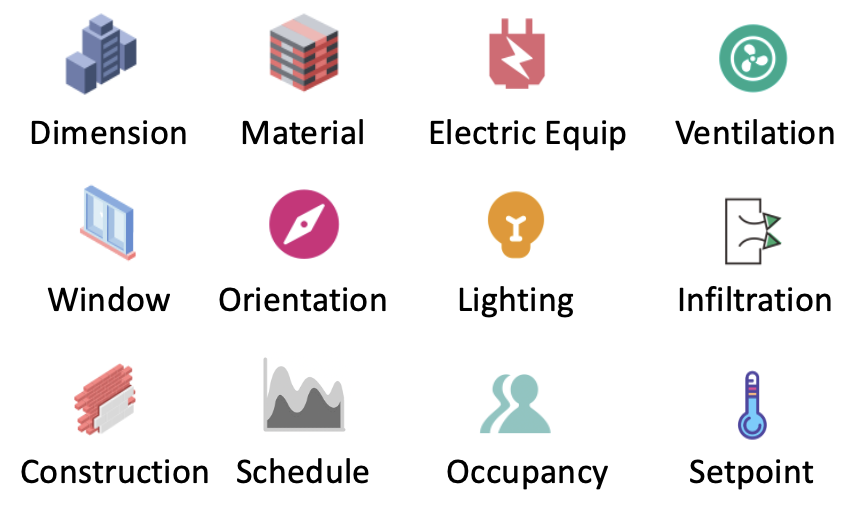 Dimension
Material
Electric Equip
Ventilation
Window
Orientation
Lighting
Infiltration
Construction
Schedule
Occupancy
Setpoint